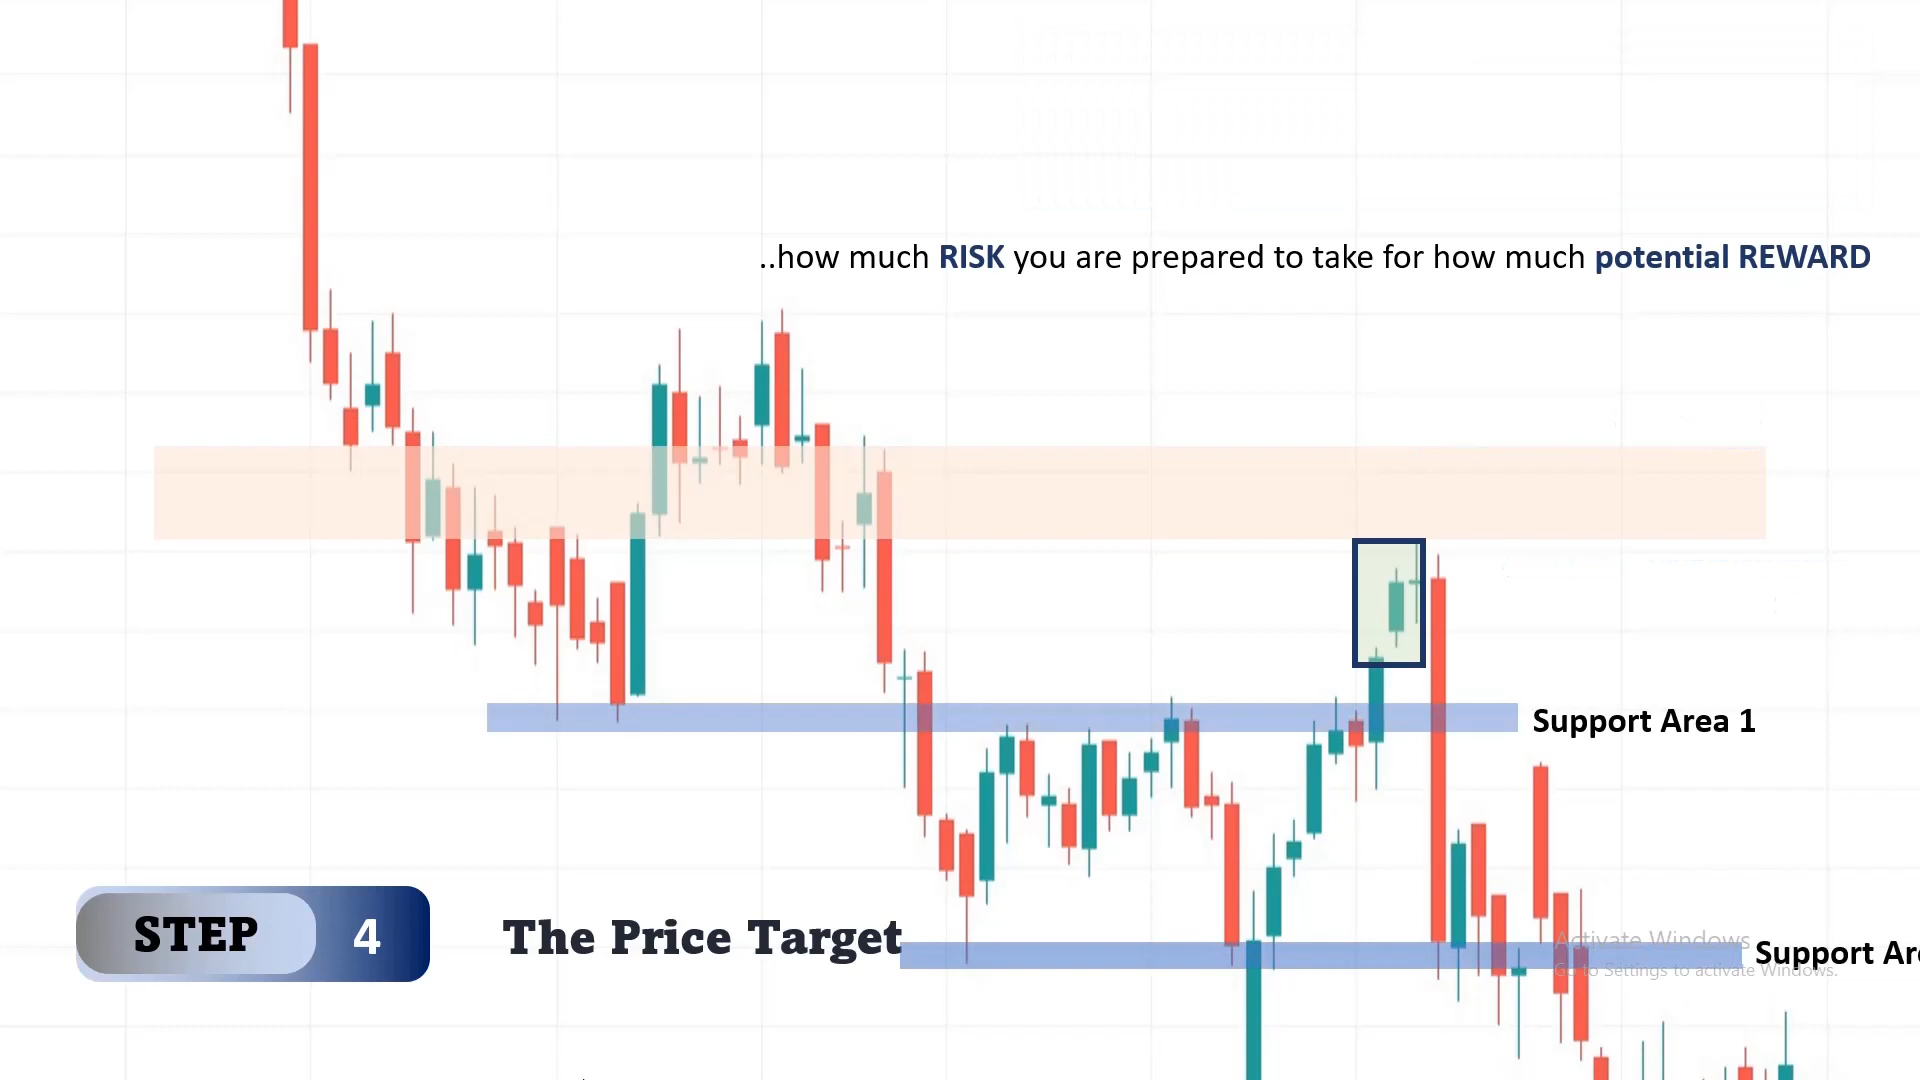 ..how much RISK you are prepared to take for how much potential REWARD
Support Area 1
STEP 4
The Price Target
Activate Windows
Support Are
Go to Settings to activate Windows.